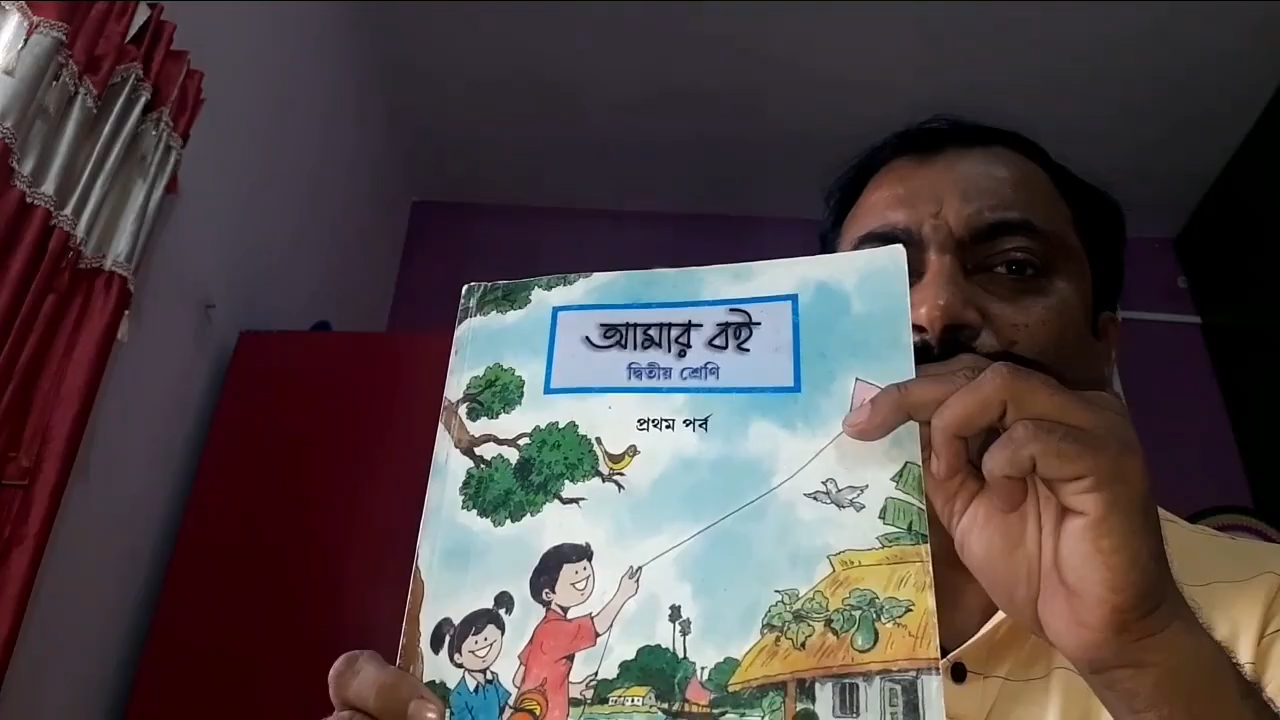 আমার বই
দ্বিতীয় শ্রেণি
প্রথম পর্ব